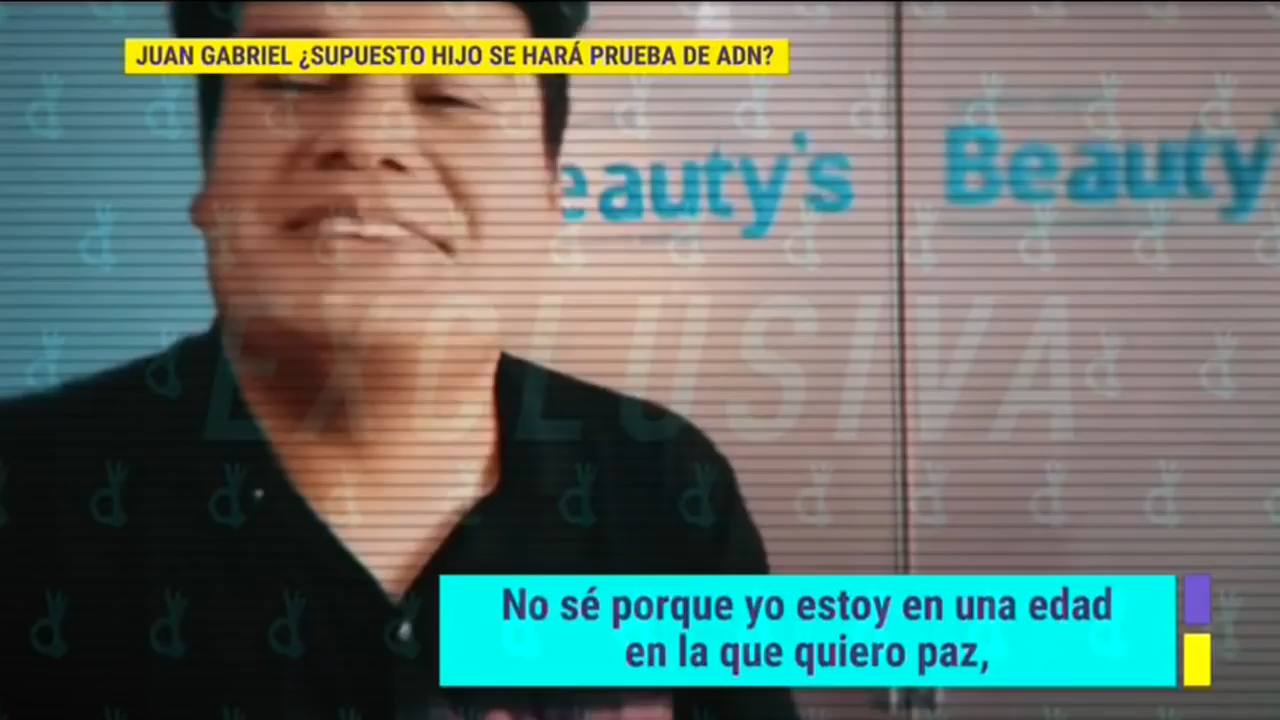 JUAN GABRIEL ¿SUPUESTO HIJO SE HARÁ PRUEBA DE ADN?
eauty's
Beauty'
EXCLUSIVA
No sé porque yo estoy en una edad
en la que quiero paz,